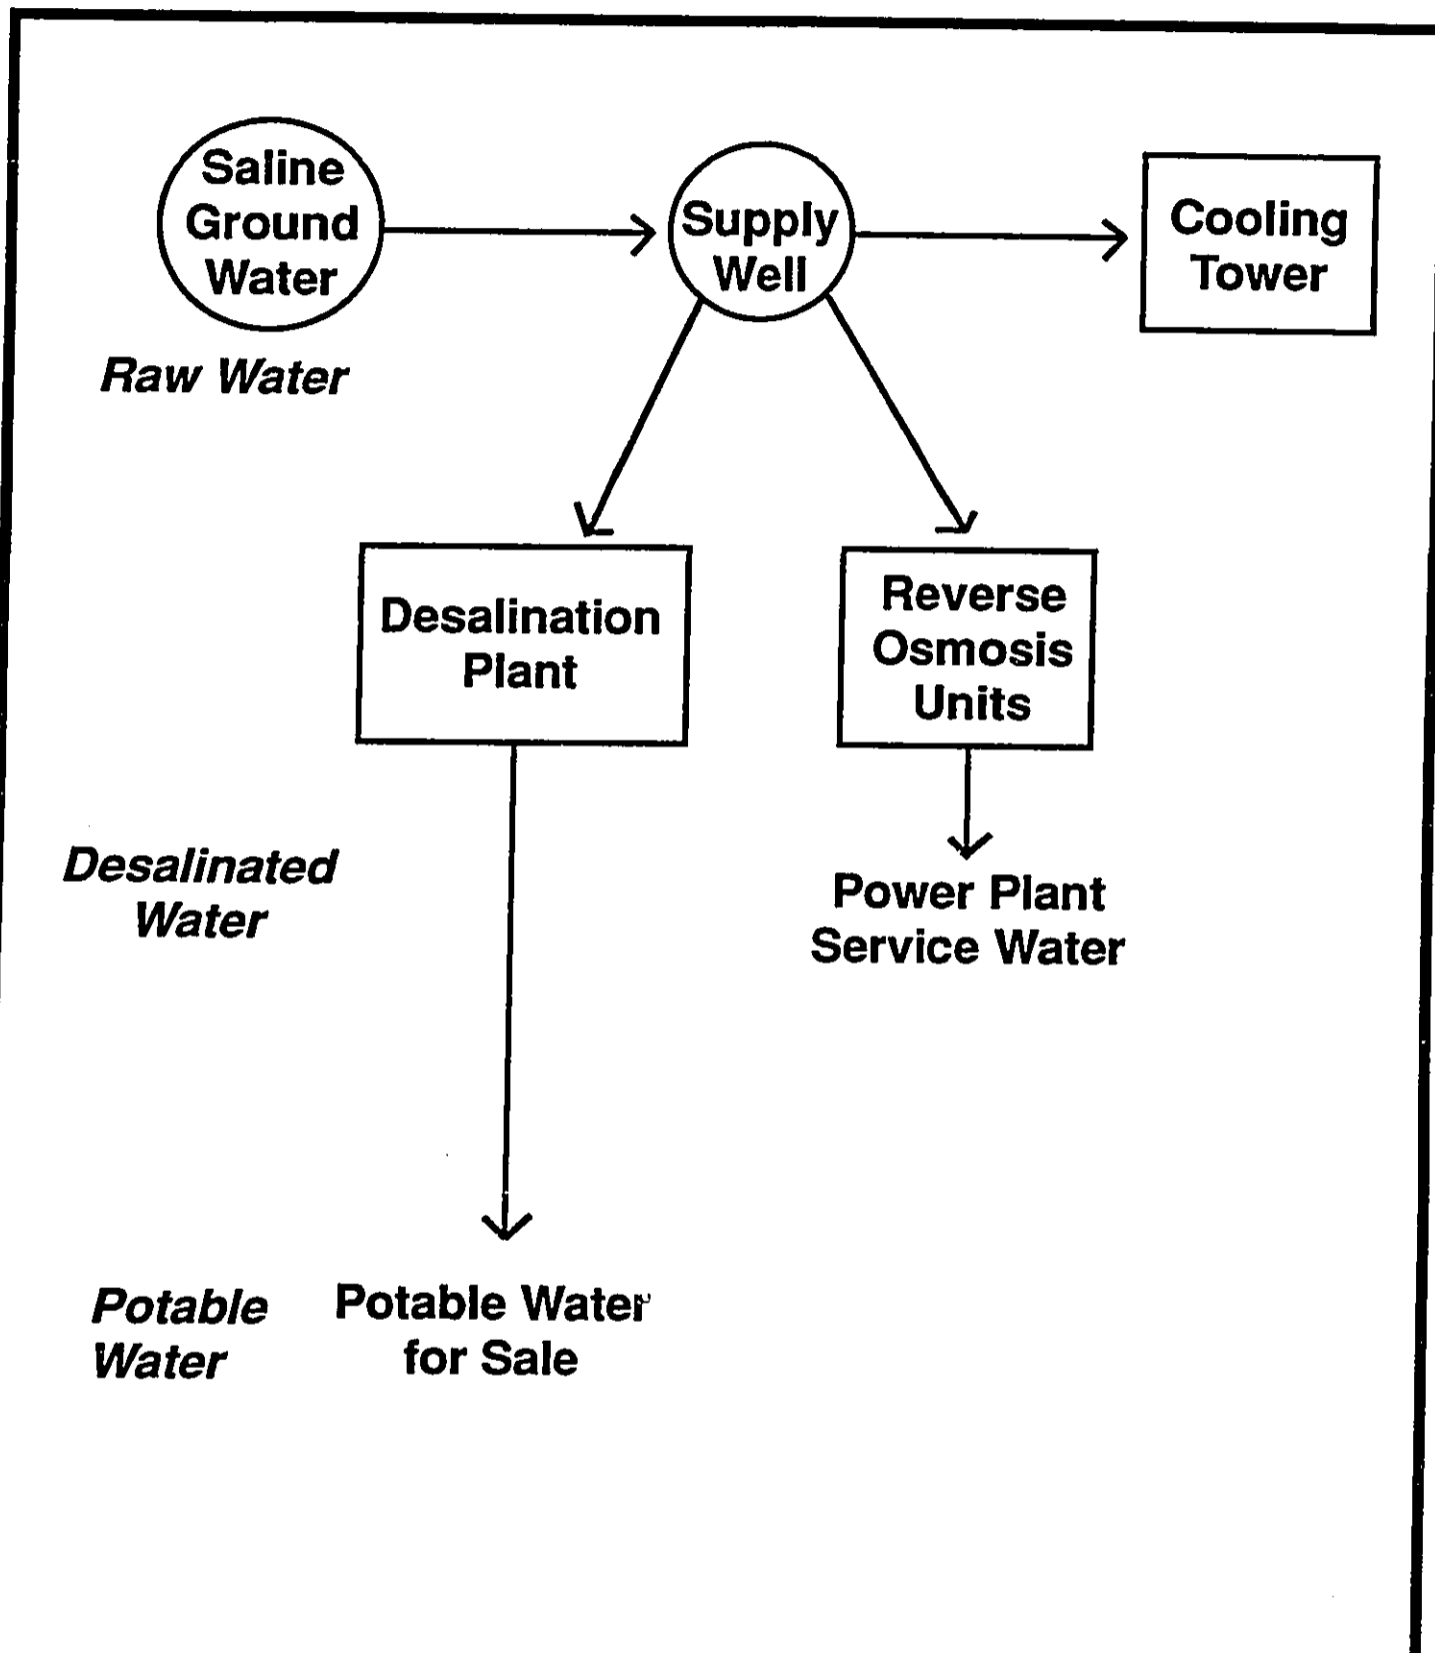 Saline
Ground
Water
Supply
Well
Cooling
Tower
Raw Water
Desalination
Plant
Reverse
Osmosis
Units
Desalinated
Water
Power Plant
Service Water
Potable
Water
Potable Water
for Sale